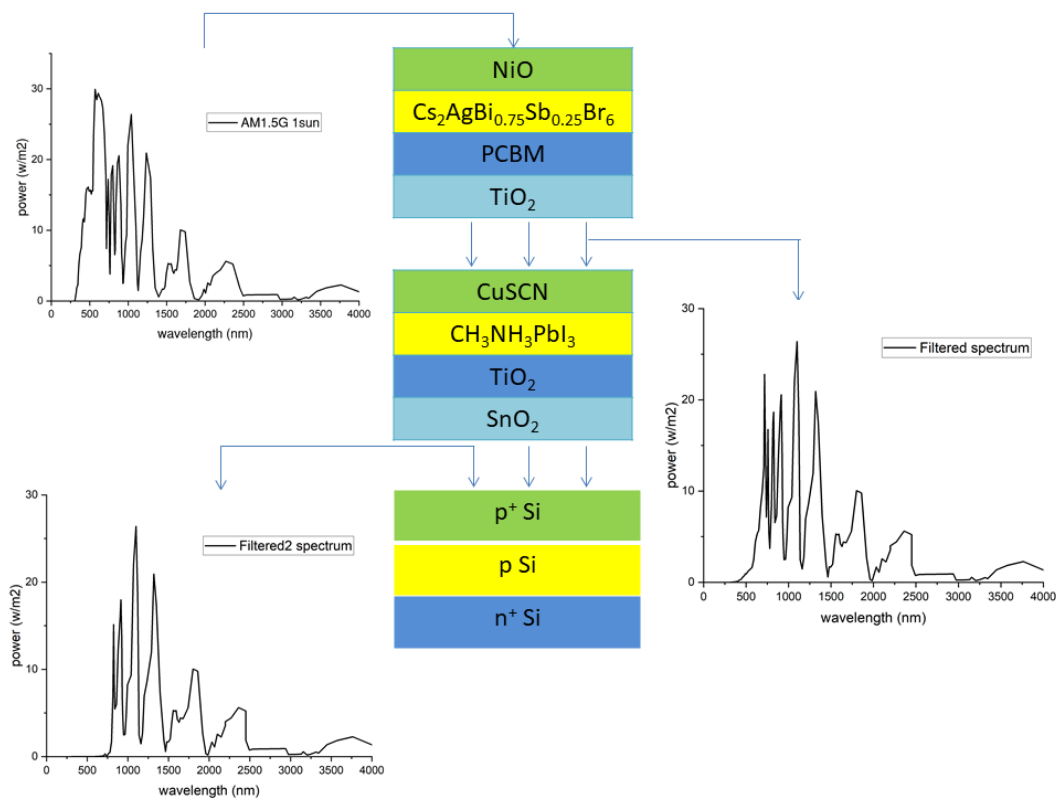 30
20
10
0
power (w/m2)
AM1.5G 1sun
0 500 1000 1500 2000 2500 3000 3500 4000
wavelength (nm)
NiO
Cs₂AgBi₀.₇₅Sb₀.₂₅Br₆
PCBM
TiO₂
CuSCN
CH₃NH₃PbI₃
TiO₂
SnO₂
30
20
10
0
power (w/m2)
Filtered spectrum
0 500 1000 1500 2000 2500 3000 3500 4000
wavelength (nm)
30
20
10
0
power (w/m2)
Filtered2 spectrum
0 500 1000 1500 2000 2500 3000 3500 4000
wavelength (nm)
p⁺ Si
p Si
n⁺ Si